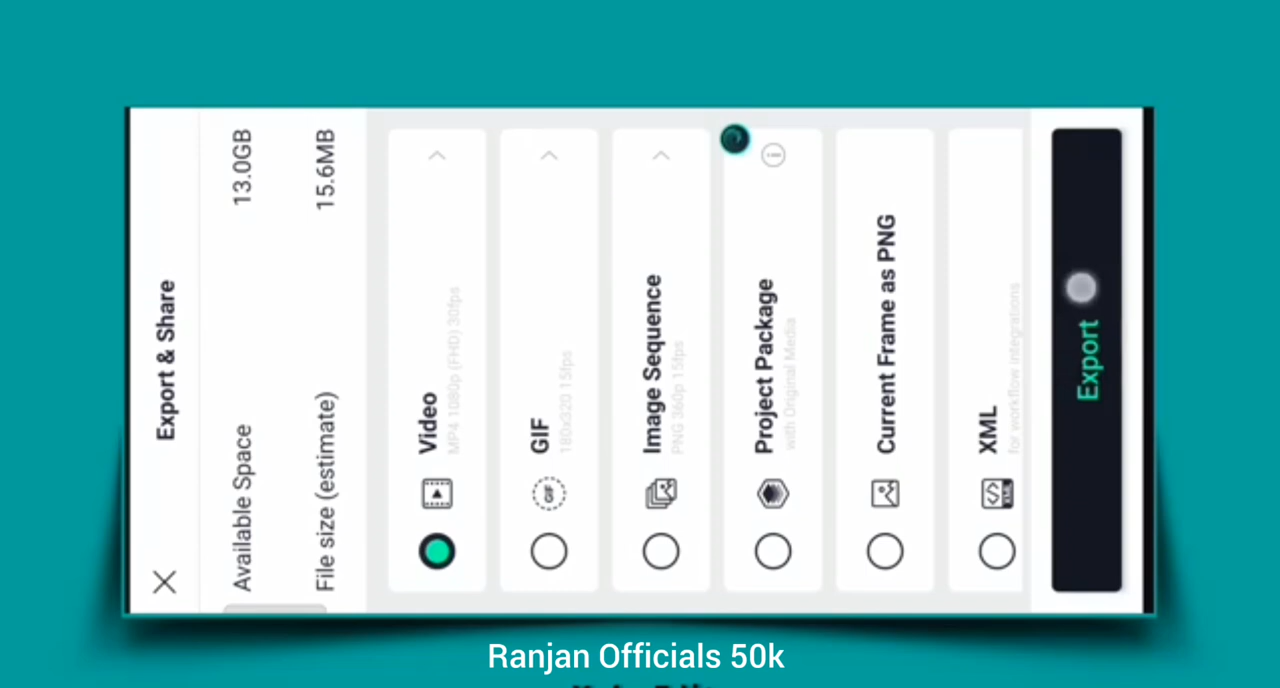 Export & Share
Available Space 13.0GB
File size (estimate) 15.6MB
Video
MP4 1080p (FHD) 30fps
GIF
GIF
180x320 15fps
Image Sequence
PNG 360p 15fps
Project Package
with Original Media
Current Frame as PNG
XML
XML
for workflow integrations
Export
Ranjan Officials 50k